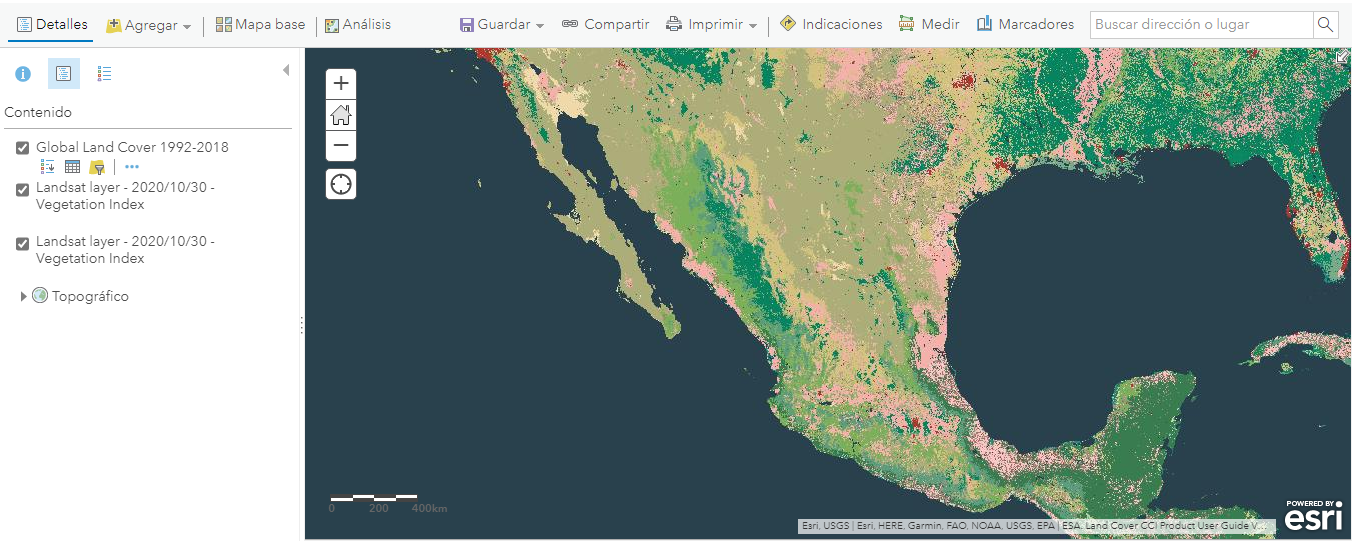 Detalles Agregar Mapa base Análisis Guardar Compartir Imprimir Indicaciones Medir Marcadores Buscar dirección o lugar
Contenido
Global Land Cover 1992-2018
Landsat layer - 2020/10/30 -
Vegetation Index
Landsat layer - 2020/10/30 -
Vegetation Index
Topográfico
0 200 400km
Esri, USGS | Esri, HERE, Garmin, FAO, NOAA, USGS, EPA | ESA. Land Cover CCI Product User Guide V...
POWERED BY
esri